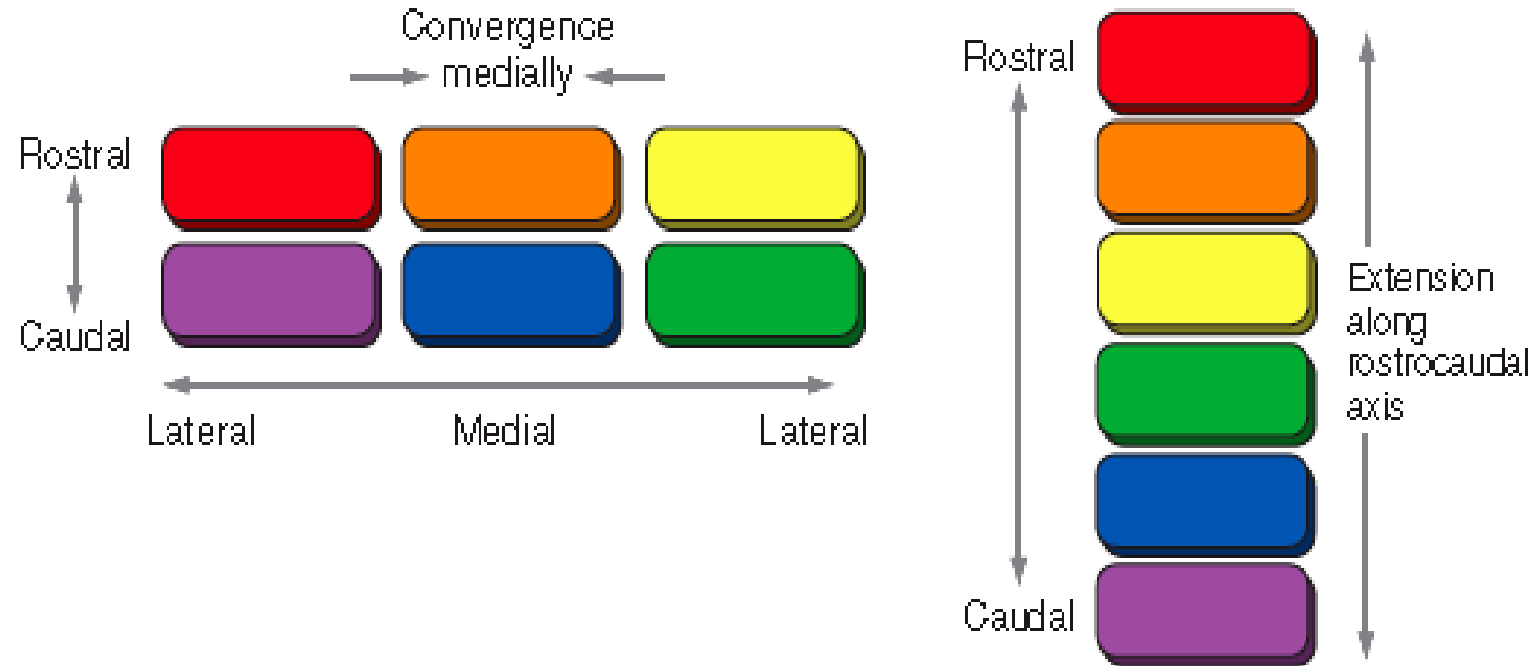 Convergence
medially
Rostral
Caudal
Lateral Medial Lateral
Rostral
Caudal
Extension
along
rostrocaudal
axis